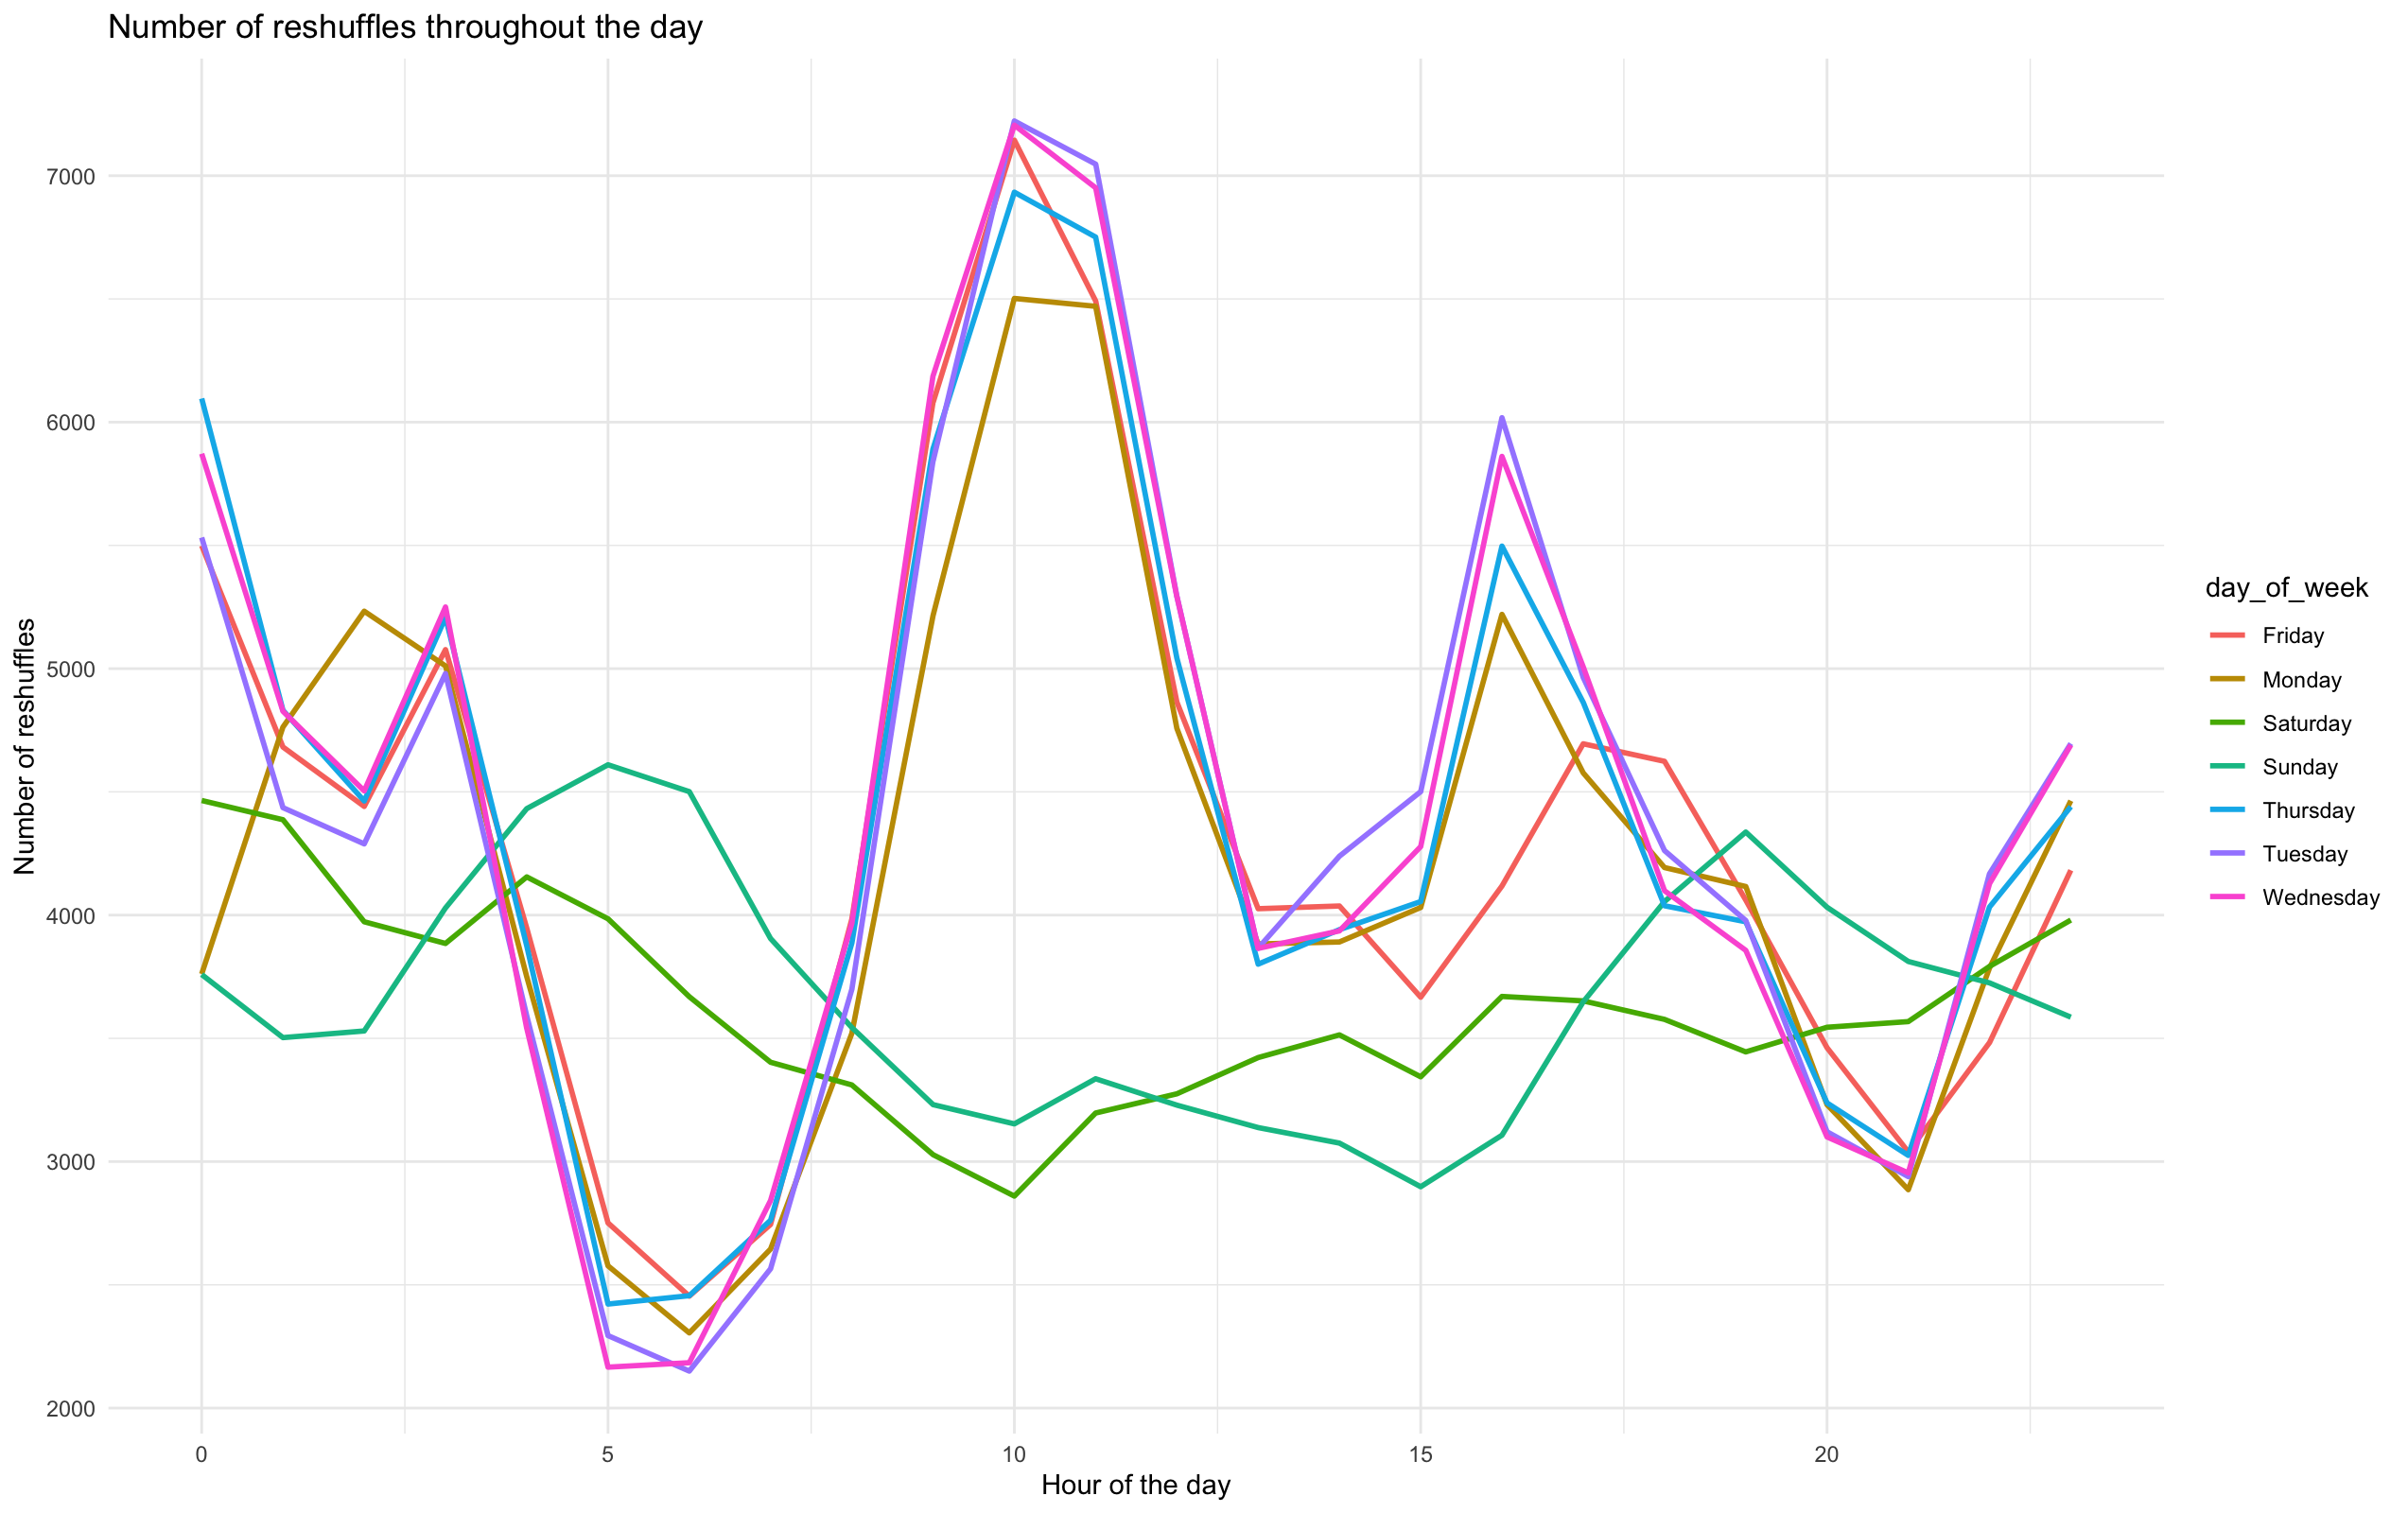 Number of reshuffles throughout the day
7000
6000
5000
4000
3000
2000
Number of reshuffles
0 5 10 15 20
Hour of the day
day_of_week
Friday
Monday
Saturday
Sunday
Thursday
Tuesday
Wednesday